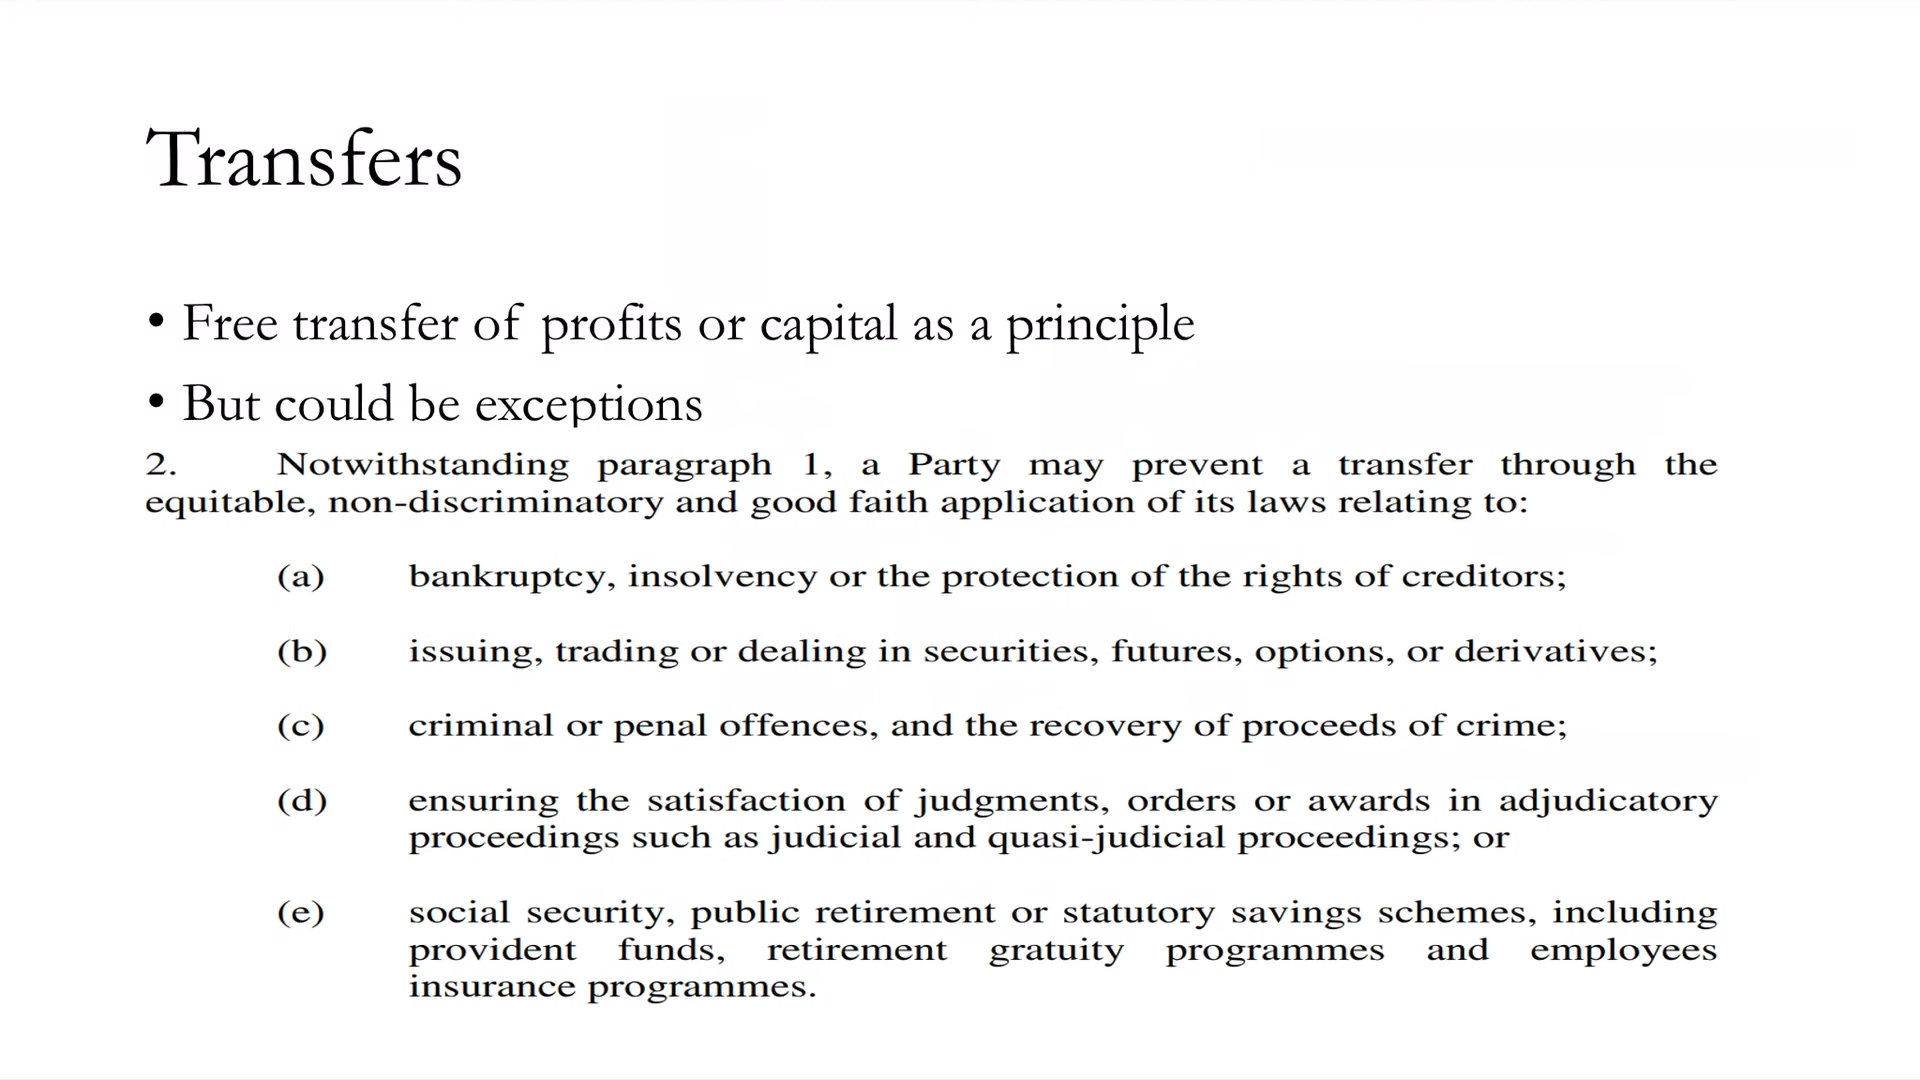 Transfers
• Free transfer of profits or capital as a principle
• But could be exceptions
2. Notwithstanding paragraph 1, a Party may prevent a transfer through the
equitable, non-discriminatory and good faith application of its laws relating to:
(a) bankruptcy, insolvency or the protection of the rights of creditors;
(b) issuing, trading or dealing in securities, futures, options, or derivatives;
(c) criminal or penal offences, and the recovery of proceeds of crime;
(d) ensuring the satisfaction of judgments, orders or awards in adjudicatory
proceedings such as judicial and quasi-judicial proceedings; or
(e) social security, public retirement or statutory savings schemes, including
provident funds, retirement gratuity programmes and employees
insurance programmes.